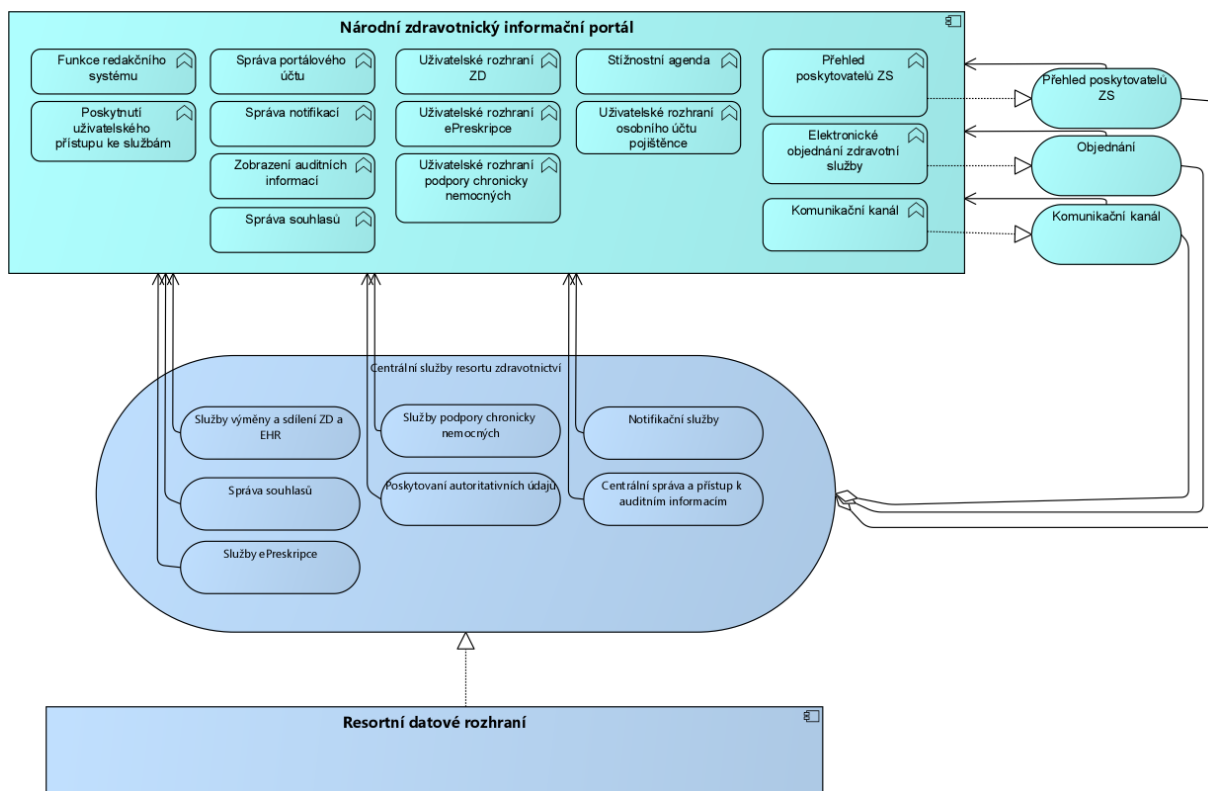 Národní zdravotnický informační portál
Funkce redakčního
systému
Poskytnutí
uživatelského
přístupu ke službám
Správa portálového
účtu
Správa notifikací
Zobrazení auditních
informací
Správa souhlasů
Uživatelské rozhraní
ZD
Uživatelské rozhraní
ePreskripce
Uživatelské rozhraní
podpory chronicky
nemocných
Stížnostní agenda
Uživatelské rozhraní
osobního účtu
pojištěnce
Přehled
poskytovatelů ZS
Elektronické
objednání zdravotní
služby
Komunikační kanál
Přehled poskytovatelů
ZS
Objednání
Komunikační kanál
Centrální služby resortu zdravotnictví
Služby výměny a sdílení ZD a
EHR
Správa souhlasů
Služby ePreskripce
Služby podpory chronicky
nemocných
Poskytovaní autoritativních údajů
Notifikační služby
Centrální správa a přístup k
auditním informacím
Resortní datové rozhraní